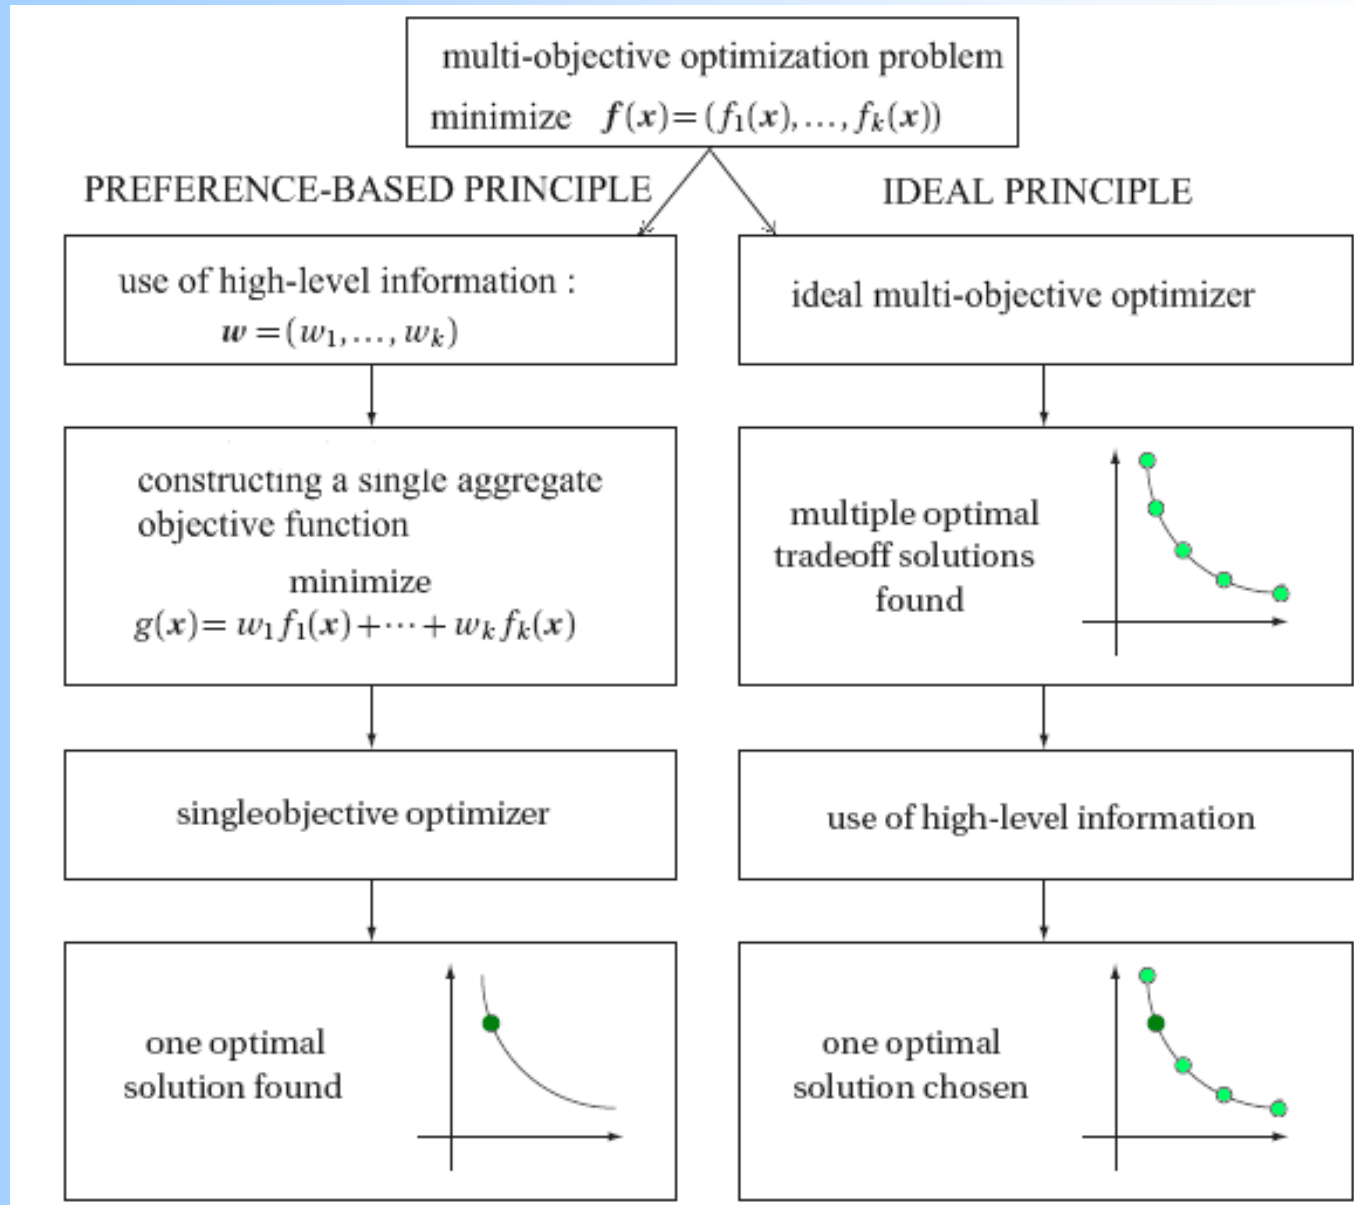 multi-objective optimization problem
minimize f(x)=(f₁(x),...,fₖ(x))
PREFERENCE-BASED PRINCIPLE
IDEAL PRINCIPLE
use of high-level information :
w=(w₁,..., wₖ)
ideal multi-objective optimizer
constructing a single aggregate
objective function
minimize
g(x)= w₁f₁(x)+⋯+wₖfₖ(x)
multiple optimal
tradeoff solutions
found
singleobjective optimizer
use of high-level information
one optimal
solution found
one optimal
solution chosen